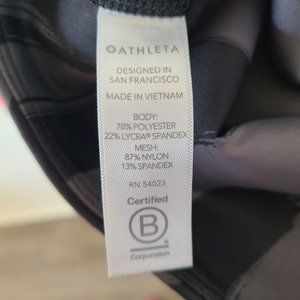 ATHLETA
DESIGNED IN
SAN FRANCISCO
MADE IN VIETNAM
BODY:
78% POLYESTER
22% LYCRA® SPANDEX
MESH:
87% NYLON
13% SPANDEX
RN 54023
Certified
B
Corporation